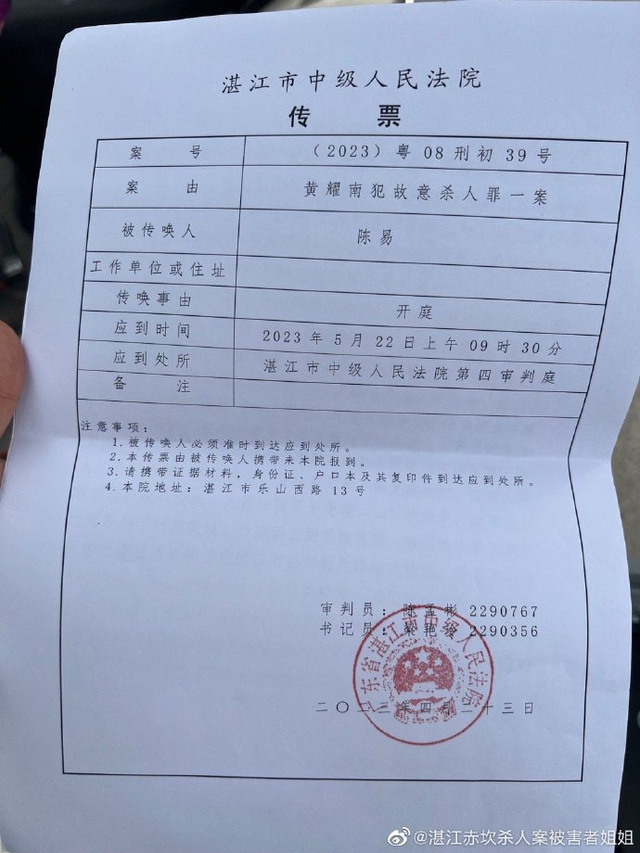 湛江市中级人民法院
传 票
案 号 （2023）粤 08 刑初 39 号
案 由 黄耀南犯故意杀人罪一案
被传唤人 陈易
工作单位或住址
传唤事由 开庭
应到时间 2023 年 5 月 22 日上午 09 时 30 分
应到处所 湛江市中级人民法院第四审判庭
备 注
注意事项：
1.被传唤人必须准时到达应到处所。
2.本传票由被传唤人携带来本院报到。
3.请携带证据材料，身份证、户口本及其复印件到达应到处所。
4.本院地址：湛江市乐山西路 13 号
审判员：陈孟彬 2290767
书记员：艳玲 2290356
广东省湛江市中级人民法院
二〇二三年四月二十三日
@湛江赤坎杀人案被害者姐姐